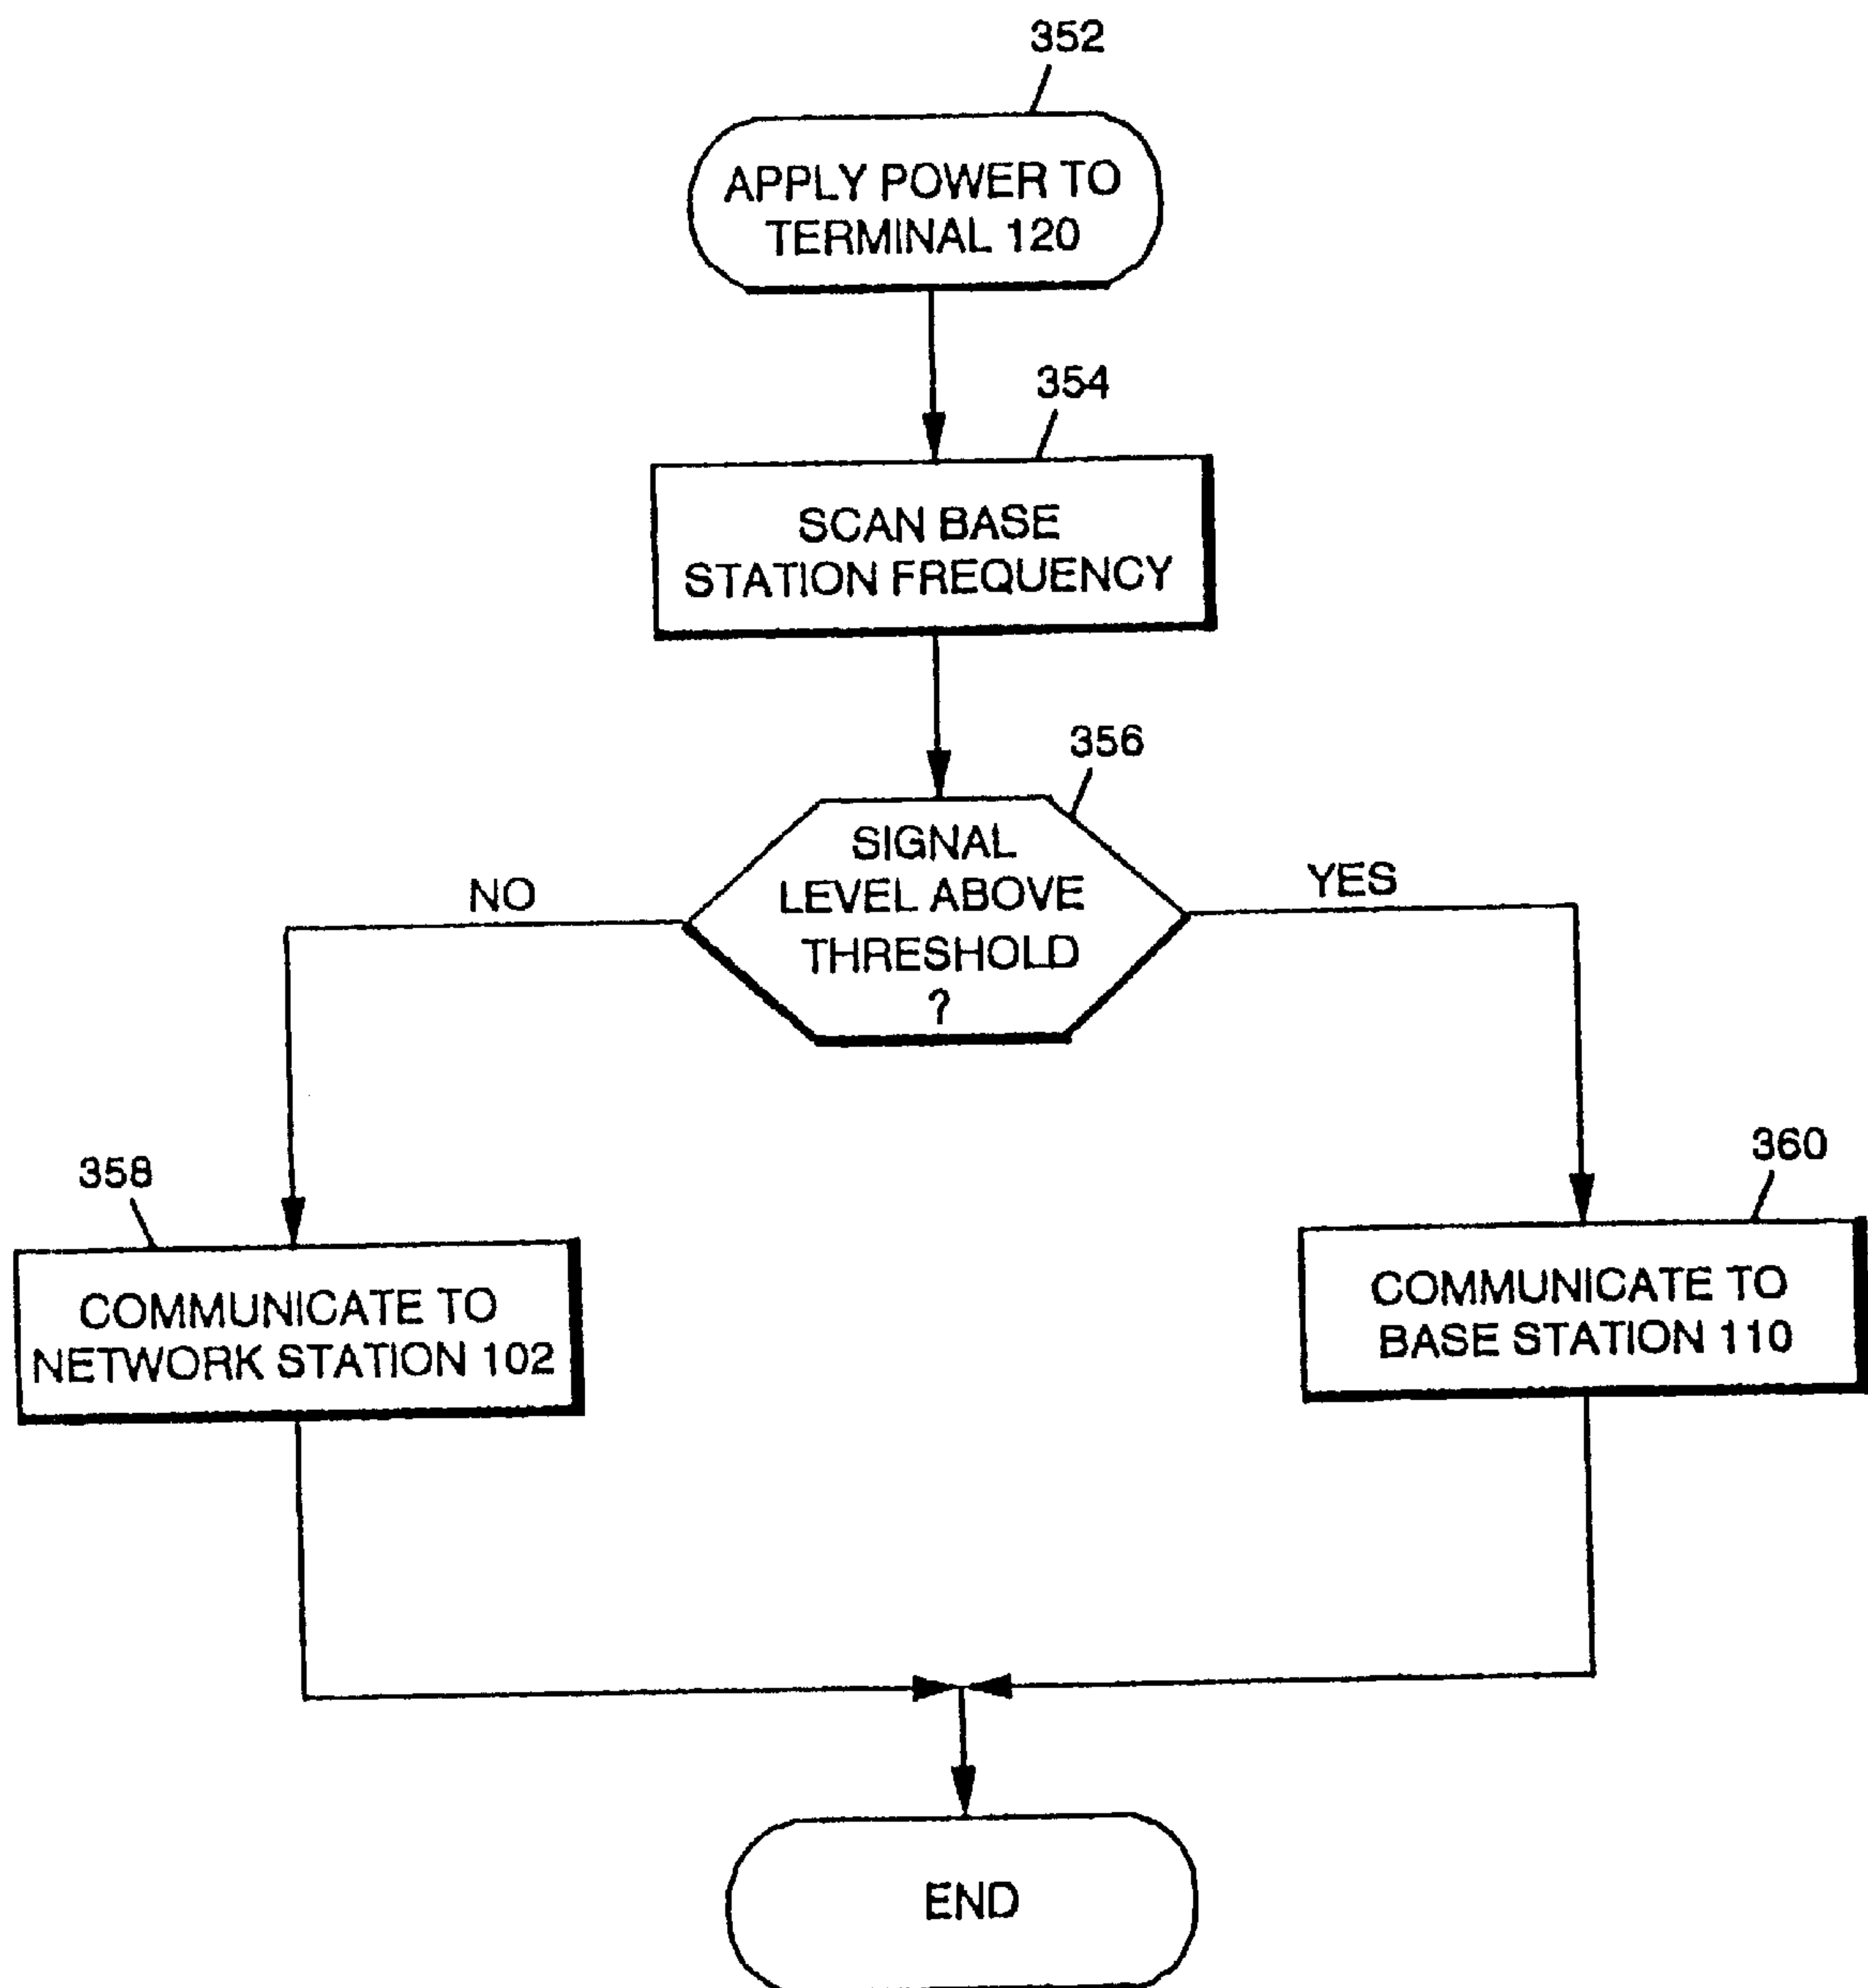 352
APPLY POWER TO
TERMINAL 120
354
SCAN BASE
STATION FREQUENCY
356
SIGNAL
LEVEL ABOVE
THRESHOLD
?
NO
YES
358
COMMUNICATE TO
NETWORK STATION 102
360
COMMUNICATE TO
BASE STATION 110
END